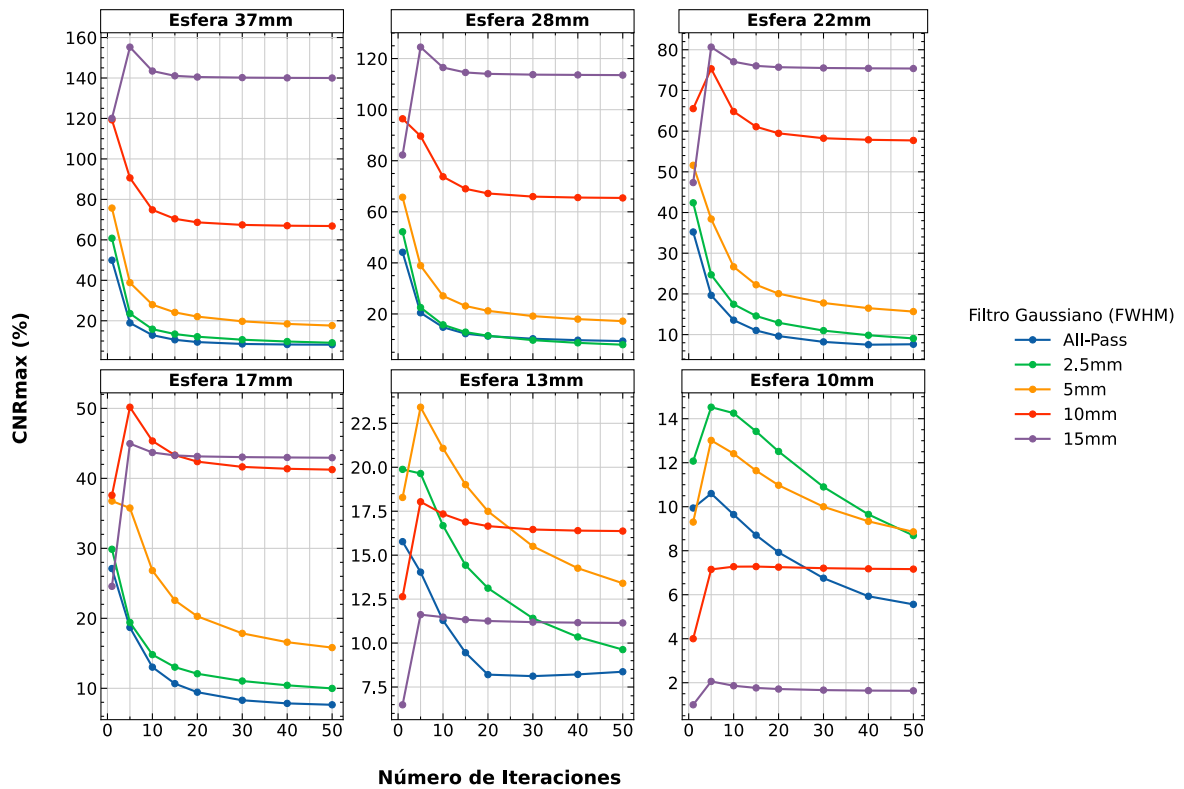 Esfera 37mm
Esfera 28mm
Esfera 22mm
160
140
120
100
80
60
40
20
120
100
80
60
40
20
80
70
60
50
40
30
20
10
Esfera 17mm
Esfera 13mm
Esfera 10mm
50
40
30
20
10
22.5
20.0
17.5
15.0
12.5
10.0
7.5
14
12
10
8
6
4
2
0 10 20 30 40 50
0 10 20 30 40 50
0 10 20 30 40 50
CNRmax (%)
Número de Iteraciones
Filtro Gaussiano (FWHM)
All-Pass
2.5mm
5mm
10mm
15mm